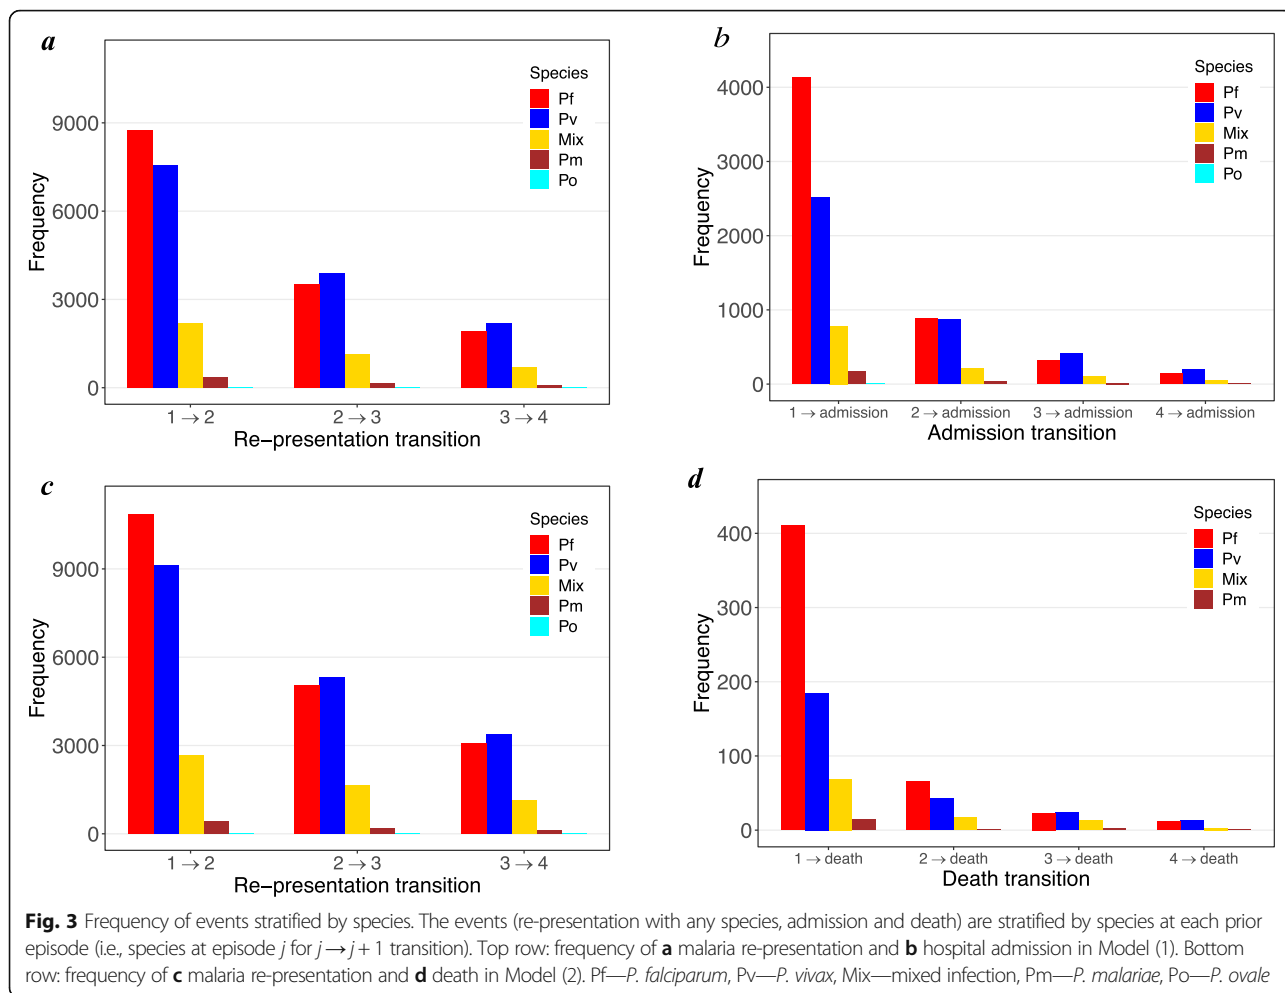 a
Species
Pf
Pv
Mix
Pm
Po
9000
6000
3000
0
Frequency
1 → 2
2 → 3
3 → 4
Re−presentation transition
b
Species
Pf
Pv
Mix
Pm
Po
4000
3000
4000
1000
0
Frequency
1 → admission
2 → admission
3 → admission
4 → admission
Admission transition
c
Species
Pf
Pv
Mix
Pm
Po
9000
6000
3000
0
Frequency
1 → 2
2 → 3
3 → 4
Re−presentation transition
d
Species
Pf
Pv
Mix
Pm
400
300
200
100
0
Frequency
1 → death
2 → death
3 → death
4 → death
Death transition
Fig. 3 Frequency of events stratified by species. The events (re-presentation with any species, admission and death) are stratified by species at each prior
episode (i.e., species at episode j for j → j + 1 transition). Top row: frequency of a malaria re-presentation and b hospital admission in Model (1). Bottom
row: frequency of c malaria re-presentation and d death in Model (2). Pf—P. falciparum, Pv—P. vivax, Mix—mixed infection, Pm—P. malariae, Po—P. ovale